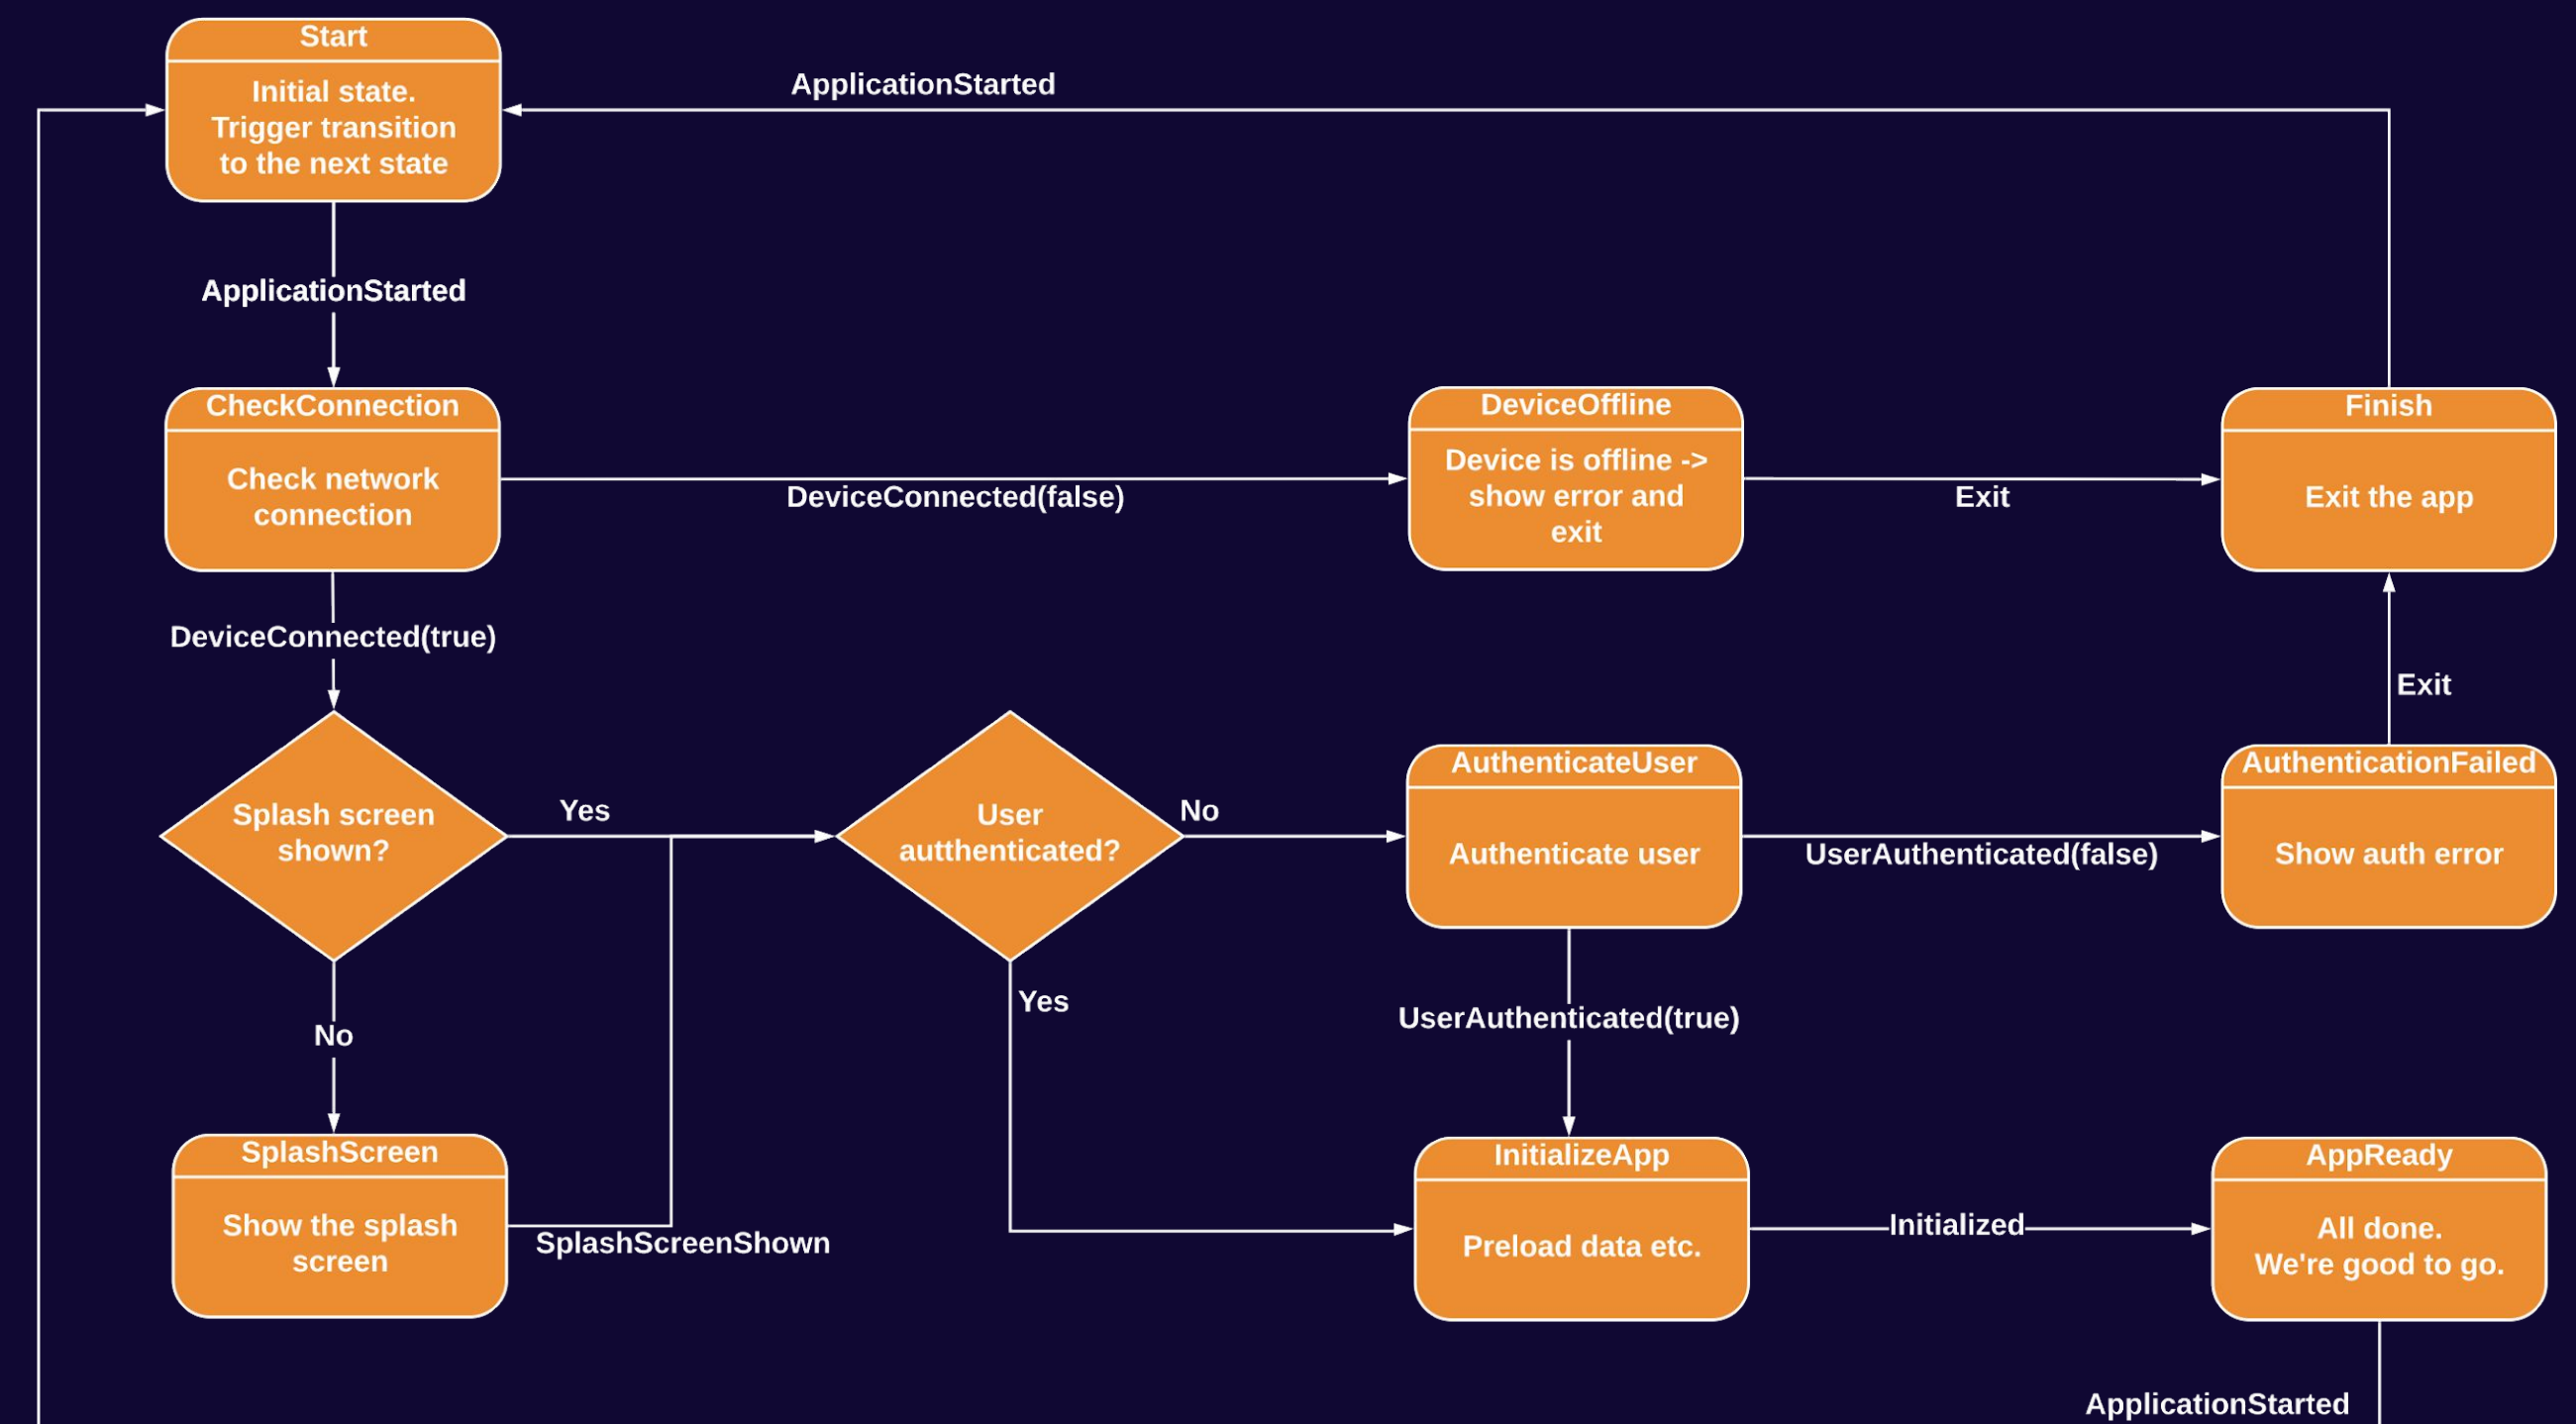 Start
Initial state.
Trigger transition
to the next state
ApplicationStarted
ApplicationStarted
CheckConnection
Check network
connection
DeviceConnected(false)
DeviceOffline
Device is offline ->
show error and
exit
Exit
Finish
Exit the app
DeviceConnected(true)
Exit
Splash screen
shown?
Yes
User
autthenticated?
No
AuthenticateUser
Authenticate user
UserAuthenticated(false)
AuthenticationFailed
Show auth error
No
Yes
UserAuthenticated(true)
SplashScreen
Show the splash
screen
SplashScreenShown
InitializeApp
Preload data etc.
Initialized
AppReady
All done.
We're good to go.
ApplicationStarted